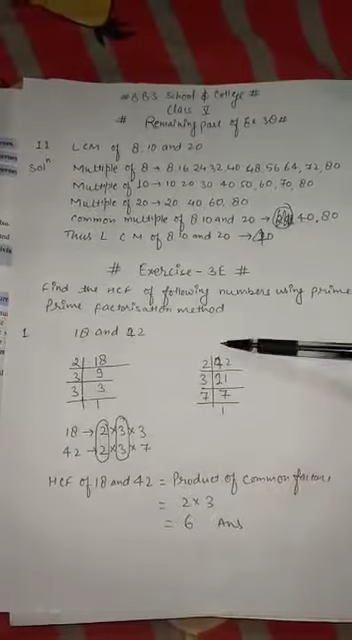 # BBS School & College #
Class V
# Remaining part of Ex 3D #
11 LCM of 8, 10 and 20
Solⁿ Multiple of 8 → 8 16 24 32 40 48 56 64, 72, 80
Multiple of 10 → 10 20 30 40 50, 60, 70, 80
Multiple of 20 → 20 40 60, 80
Common multiple of 8 10 and 20 → 40, 80
Thus L C M of 8 10 and 20 → 40
# Exercise - 3E #
Find the HCF of following numbers using prime
Prime factorisation method
1 18 and 42
2 18 2 42
3 9 3 21
3 3 7 7
1 1
18 → 2 × 3 × 3
42 → 2 × 3 × 7
HCF of 18 and 42 = Product of common factors
= 2 × 3
= 6 Ans